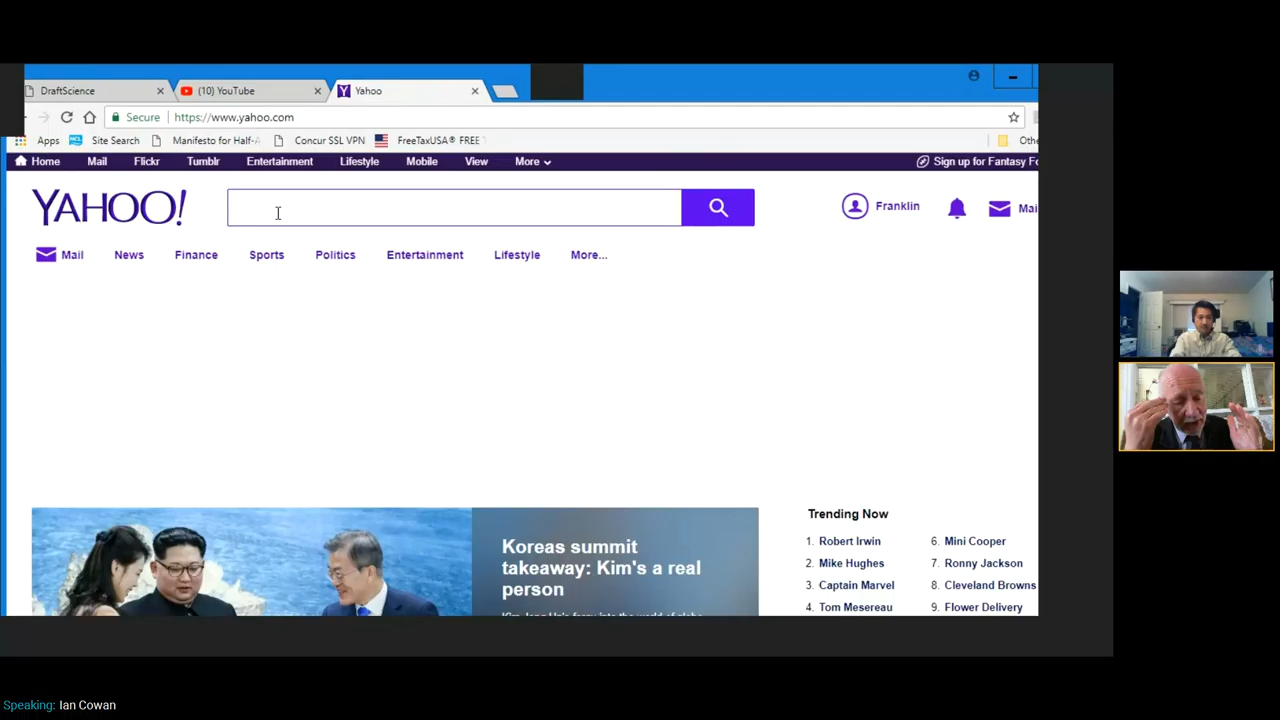 DraftScience
(10) YouTube
Yahoo
Secure
https://www.yahoo.com
Apps
Site Search
Manifesto for Half-
Concur SSL VPN
FreeTaxUSA® FREE
Home
Mail
Flickr
Tumblr
Entertainment
Lifestyle
Mobile
View
More
Sign up for Fantasy
YAHOO!
Franklin
Mail
News
Finance
Sports
Politics
Entertainment
Lifestyle
More...
Koreas summit
takeaway: Kim's a real
person
Trending Now
1. Robert Irwin
2. Mike Hughes
3. Captain Marvel
4. Tom Mesereau
6. Mini Cooper
7. Ronny Jackson
8. Cleveland Browns
9. Flower Delivery
Speaking: Ian Cowan